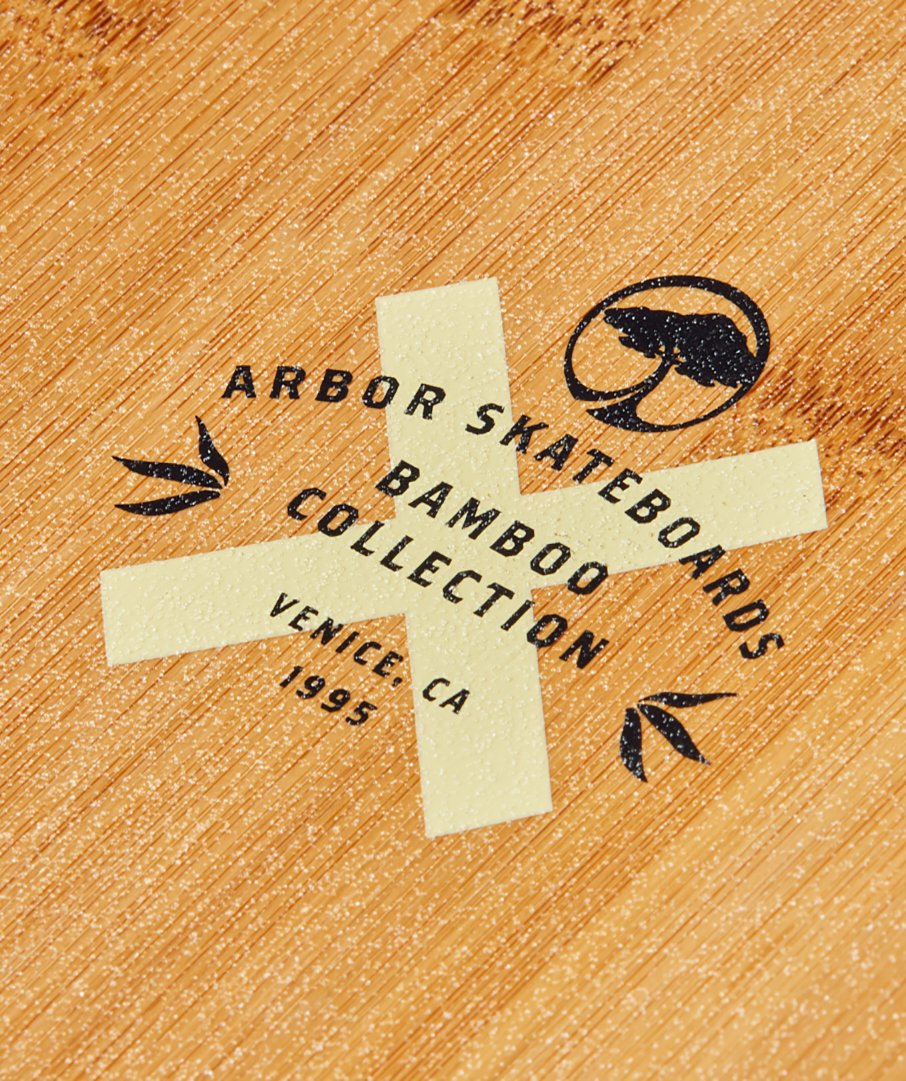 ARBOR SKATEBOARDS
BAMBOO
COLLECTION
VENICE, CA
1995